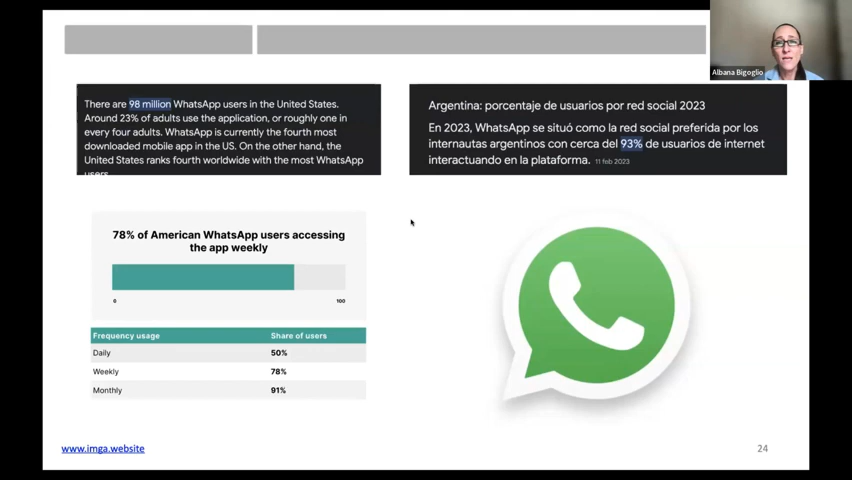 Albana Bigoglio
There are 98 million WhatsApp users in the United States.
Around 23% of adults use the application, or roughly one in
every four adults. WhatsApp is currently the fourth most
downloaded mobile app in the US. On the other hand, the
United States ranks fourth worldwide with the most WhatsApp
users.
Argentina: porcentaje de usuarios por red social 2023
En 2023, WhatsApp se situó como la red social preferida por los
internautas argentinos con cerca del 93% de usuarios de internet
interactuando en la plataforma. 11 feb 2023
78% of American WhatsApp users accessing
the app weekly
0 100
Frequency usage Share of users
Daily 50%
Weekly 78%
Monthly 91%
www.imga.website
24